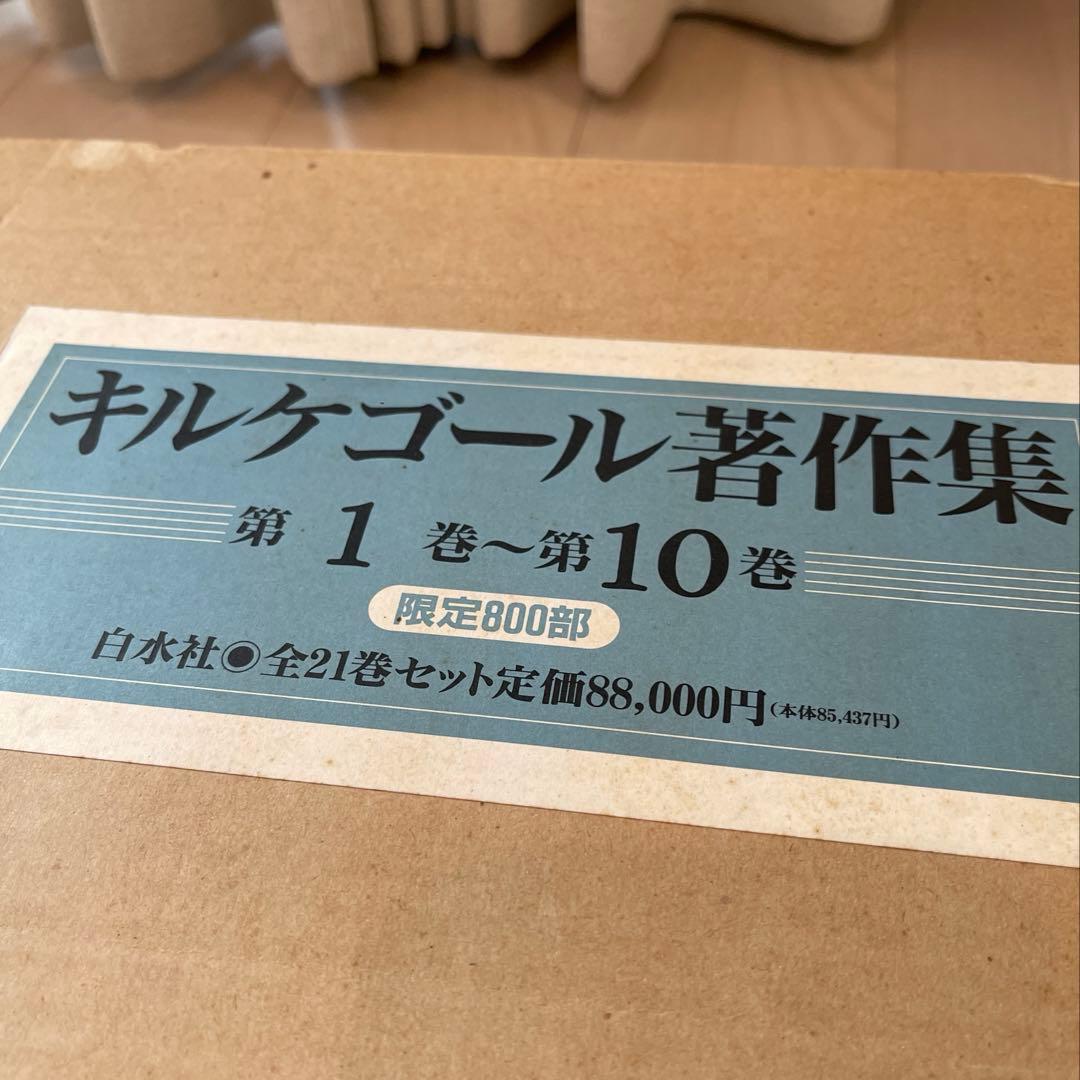 キルケゴール著作集
第1巻〜第10巻
限定800部
白水社◉全21巻セット定価88,000円(本体85,437円)